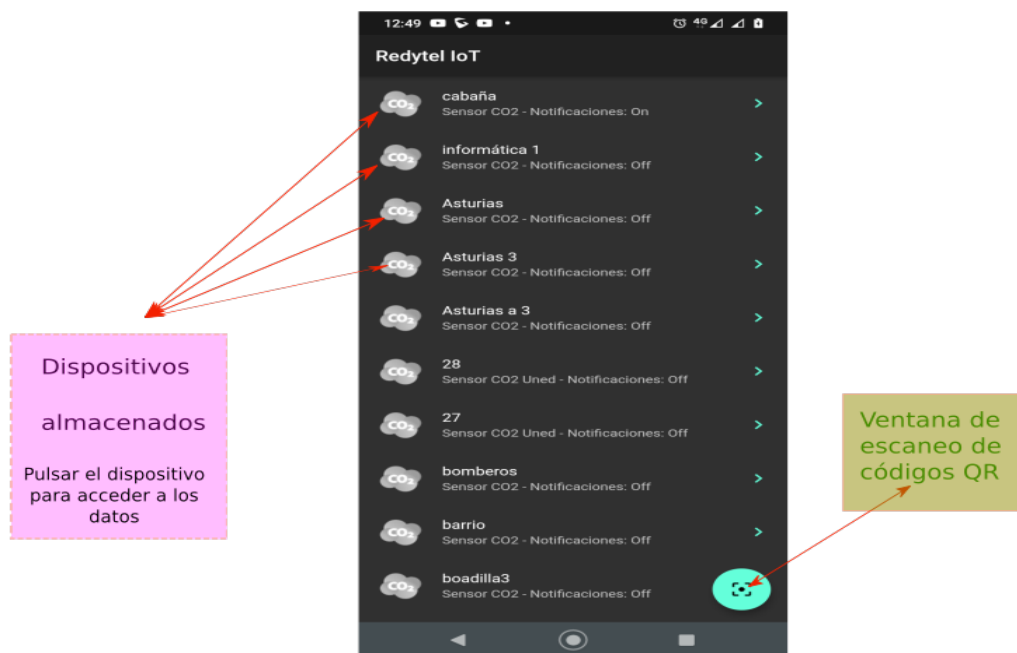 12:49
4G
Redytel IoT
CO2
cabaña
Sensor CO2 - Notificaciones: On
CO2
informática 1
Sensor CO2 - Notificaciones: Off
CO2
Asturias
Sensor CO2 - Notificaciones: Off
CO2
Asturias 3
Sensor CO2 - Notificaciones: Off
CO2
Asturias a 3
Sensor CO2 - Notificaciones: Off
CO2
28
Sensor CO2 Uned - Notificaciones: Off
CO2
27
Sensor CO2 Uned - Notificaciones: Off
CO2
bomberos
Sensor CO2 - Notificaciones: Off
CO2
barrio
Sensor CO2 - Notificaciones: Off
CO2
boadilla3
Sensor CO2 - Notificaciones: Off
Dispositivos
almacenados
Pulsar el dispositivo
para acceder a los
datos
Ventana de
escaneo de
códigos QR